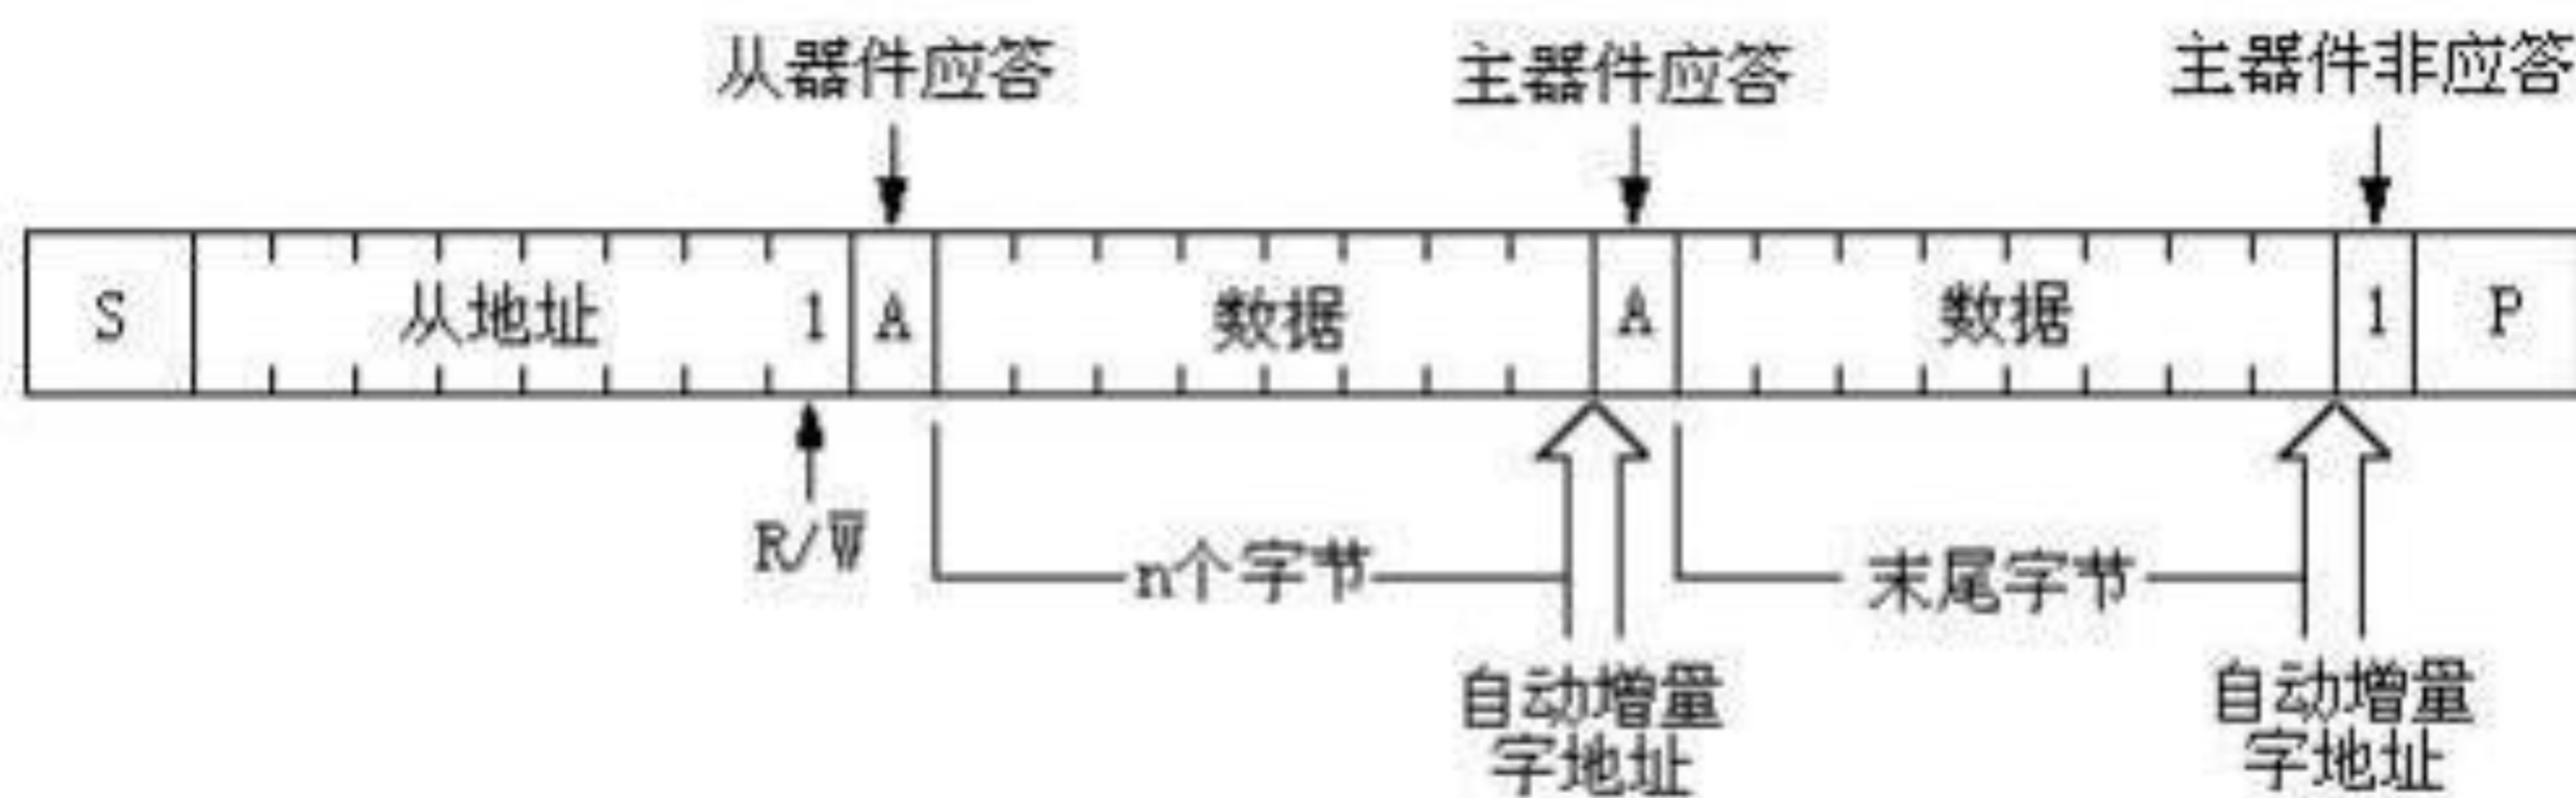 从器件应答 主器件应答 主器件非应答
S 从地址 1 A 数据 A 数据 1 P
R/W̅
n个字节 末尾字节
自动增量 自动增量
字地址 字地址